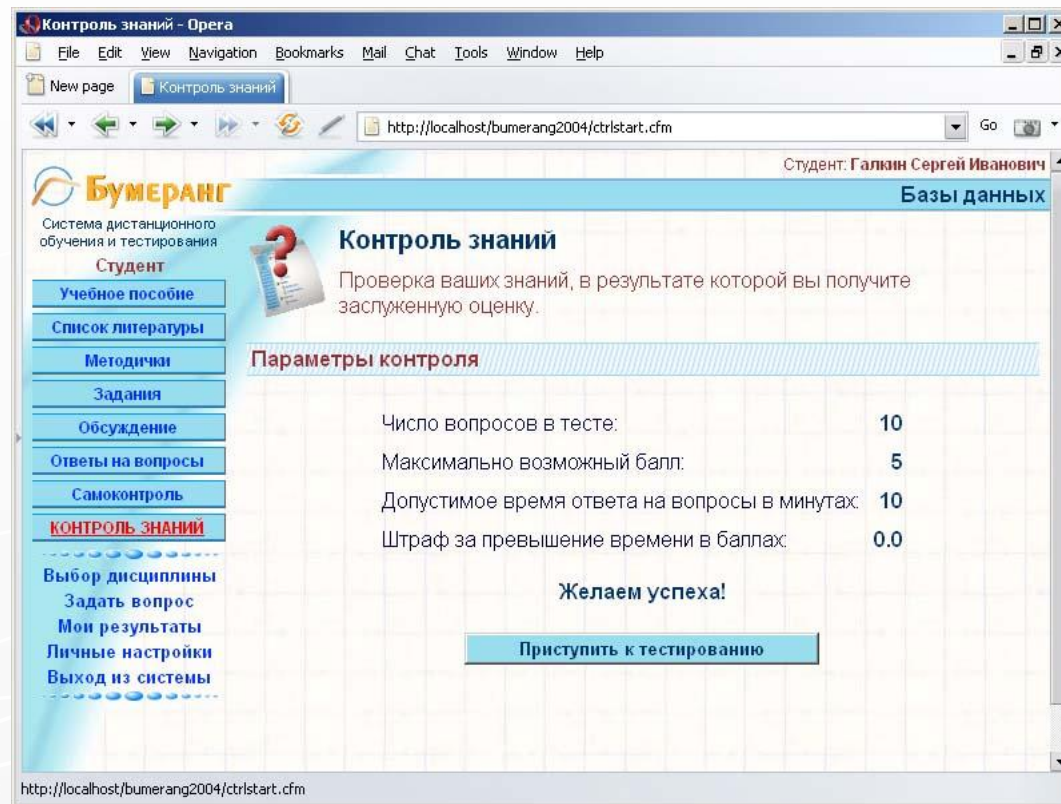 Контроль знаний - Opera
File Edit View Navigation Bookmarks Mail Chat Tools Window Help
New page Контроль знаний
http://localhost/bumerang2004/ctrlstart.cfm Go
Студент: Галкин Сергей Иванович
Бумеранг
Базы данных
Система дистанционного
обучения и тестирования
Студент
Учебное пособие
Список литературы
Методички
Задания
Обсуждение
Ответы на вопросы
Самоконтроль
КОНТРОЛЬ ЗНАНИЙ
Выбор дисциплины
Задать вопрос
Мои результаты
Личные настройки
Выход из системы
Контроль знаний
Проверка ваших знаний, в результате которой вы получите
заслуженную оценку.
Параметры контроля
Число вопросов в тесте: 10
Максимально возможный балл: 5
Допустимое время ответа на вопросы в минутах: 10
Штраф за превышение времени в баллах: 0.0
Желаем успеха!
Приступить к тестированию
http://localhost/bumerang2004/ctrlstart.cfm